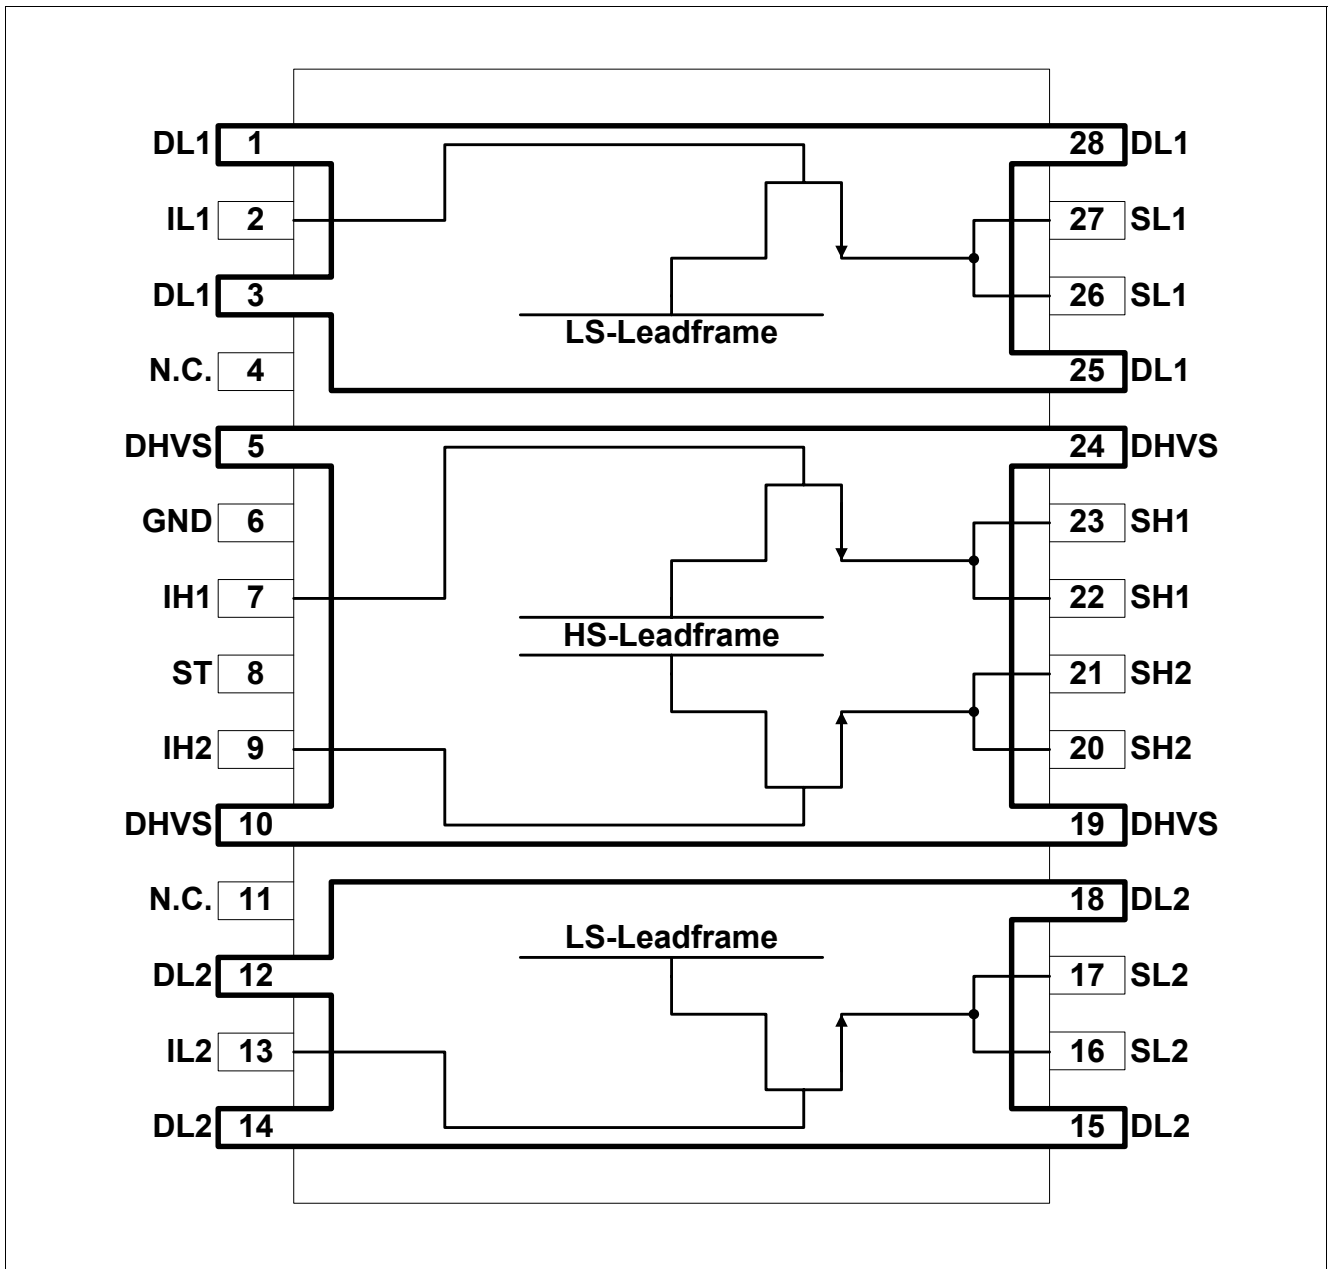 DL1 1 28 DL1
IL1 2 27 SL1
DL1 3 26 SL1
LS-Leadframe
N.C. 4 25 DL1
DHVS 5 24 DHVS
GND 6 23 SH1
IH1 7 22 SH1
HS-Leadframe
ST 8 21 SH2
IH2 9 20 SH2
DHVS 10 19 DHVS
N.C. 11 18 DL2
LS-Leadframe
DL2 12 17 SL2
IL2 13 16 SL2
DL2 14 15 DL2